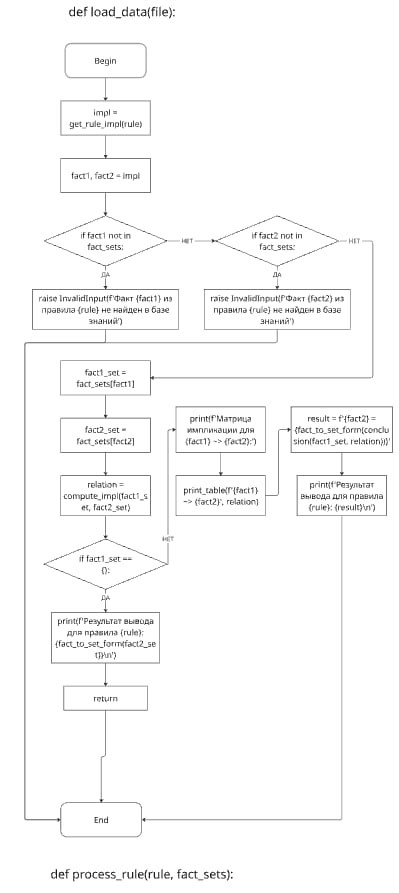 def load_data(file):
Begin
impl =
get_rule_impl(rule)
fact1, fact2 = impl
if fact1 not in
fact_sets:
НЕТ
if fact2 not in
fact_sets:
НЕТ
ДА
ДА
raise InvalidInput(f'Факт {fact1} из
правила {rule} не найден в базе
знаний')
raise InvalidInput(f'Факт {fact2} из
правила {rule} не найден в базе
знаний')
fact1_set =
fact_sets[fact1]
fact2_set =
fact_sets[fact2]
relation =
compute_impl(fact1_s
et, fact2_set)
if fact1_set ==
{}:
НЕТ
ДА
print(f'Матрица
импликации для
{fact1} ~> {fact2}:')
print_table(f'{fact1}
~> {fact2}', relation)
result = f'{fact2} =
{fact_to_set_form(conclu
sion(fact1_set, relation))}'
print(f'Результат
вывода для правила
{rule}: {result}\n')
print(f'Результат вывода
для правила {rule}:
{fact_to_set_form(fact2_se
t)}\n')
return
End
def process_rule(rule, fact_sets):